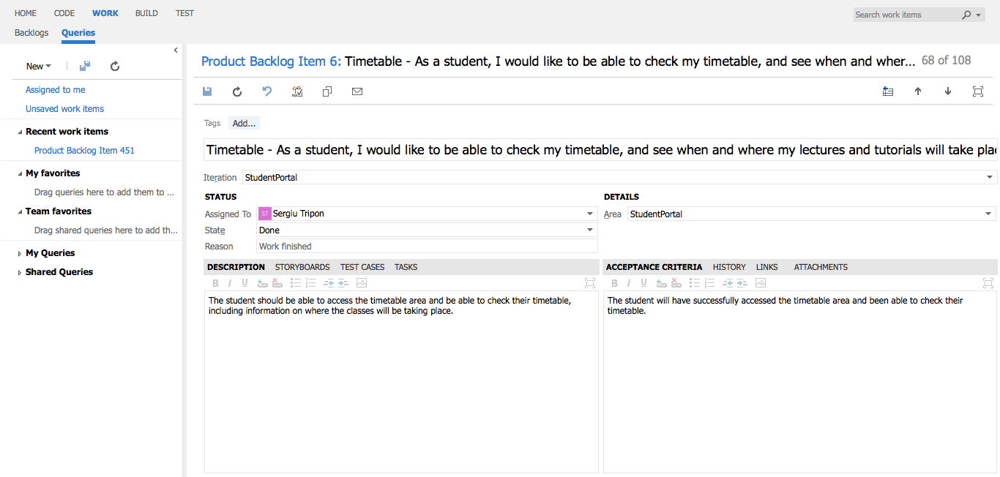 HOME CODE WORK BUILD TEST
Search work items
Backlogs Queries
New
Assigned to me
Unsaved work items
Recent work items
Product Backlog Item 451
My favorites
Drag queries here to add them to ...
Team favorites
Drag shared queries here to add th...
My Queries
Shared Queries
Product Backlog Item 6: Timetable - As a student, I would like to be able to check my timetable, and see when and wher... 68 of 108
Tags Add...
Timetable - As a student, I would like to be able to check my timetable, and see when and where my lectures and tutorials will take plac
Iteration StudentPortal
STATUS
Assigned To ST Sergiu Tripon
State Done
Reason Work finished
DETAILS
Area StudentPortal
DESCRIPTION STORYBOARDS TEST CASES TASKS
B I U
The student should be able to access the timetable area and be able to check their timetable,
including information on where the classes will be taking place.
ACCEPTANCE CRITERIA HISTORY LINKS ATTACHMENTS
B I U
The student will have successfully accessed the timetable area and been able to check their
timetable.